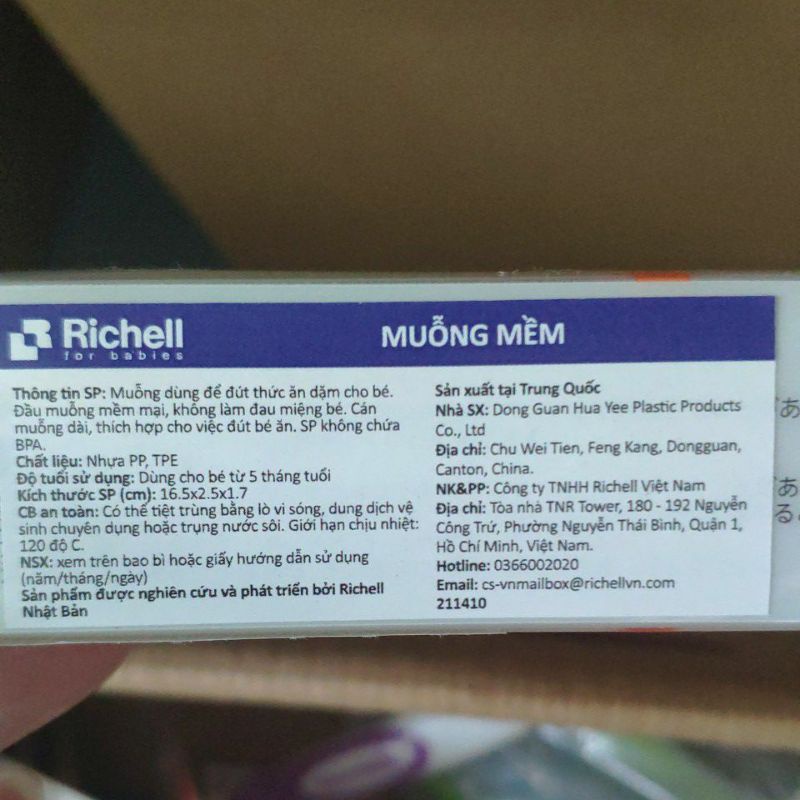 Richell
for babies
MUỖNG MỀM
Thông tin SP: Muỗng dùng để đút thức ăn dặm cho bé.
Đầu muỗng mềm mại, không làm đau miệng bé. Cán
muỗng dài, thích hợp cho việc đút bé ăn. SP không chứa
BPA.
Chất liệu: Nhựa PP, TPE
Độ tuổi sử dụng: Dùng cho bé từ 5 tháng tuổi
Kích thước SP (cm): 16.5x2.5x1.7
CB an toàn: Có thể tiệt trùng bằng lò vi sóng, dung dịch vệ
sinh chuyên dụng hoặc trụng nước sôi. Giới hạn chịu nhiệt:
120 độ C.
NSX: xem trên bao bì hoặc giấy hướng dẫn sử dụng
(năm/tháng/ngày)
Sản phẩm được nghiên cứu và phát triển bởi Richell
Nhật Bản
Sản xuất tại Trung Quốc
Nhà SX: Dong Guan Hua Yee Plastic Products
Co., Ltd
Địa chỉ: Chu Wei Tien, Feng Kang, Dongguan,
Canton, China.
NK&PP: Công ty TNHH Richell Việt Nam
Địa chỉ: Tòa nhà TNR Tower, 180 - 192 Nguyễn
Công Trứ, Phường Nguyễn Thái Bình, Quận 1,
Hồ Chí Minh, Việt Nam.
Hotline: 0366002020
Email: cs-vnmailbox@richellvn.com
211410